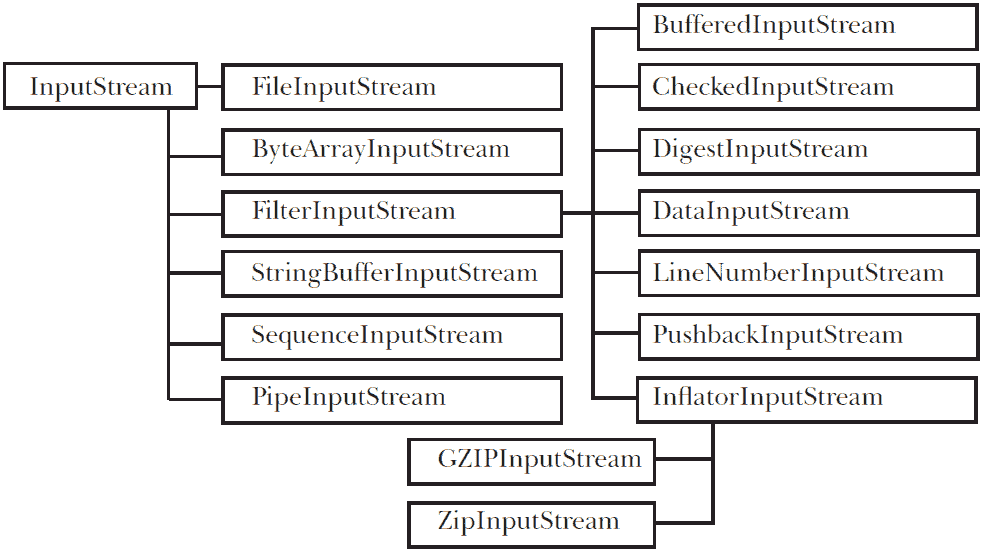 InputStream
FileInputStream
ByteArrayInputStream
FilterInputStream
StringBufferInputStream
SequenceInputStream
PipeInputStream
BufferedInputStream
CheckedInputStream
DigestInputStream
DataInputStream
LineNumberInputStream
PushbackInputStream
InflatorInputStream
GZIPInputStream
ZipInputStream